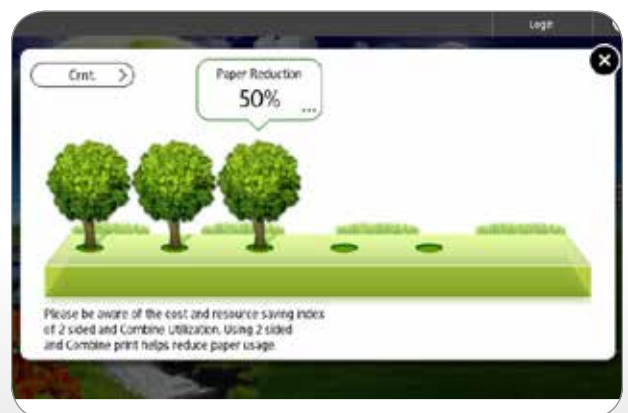 Login
Crnt.
Paper Reduction
50%
...
Please be aware of the cost and resource saving index
of 2 sided and Combine Utilization. Using 2 sided
and Combine print helps reduce paper usage.